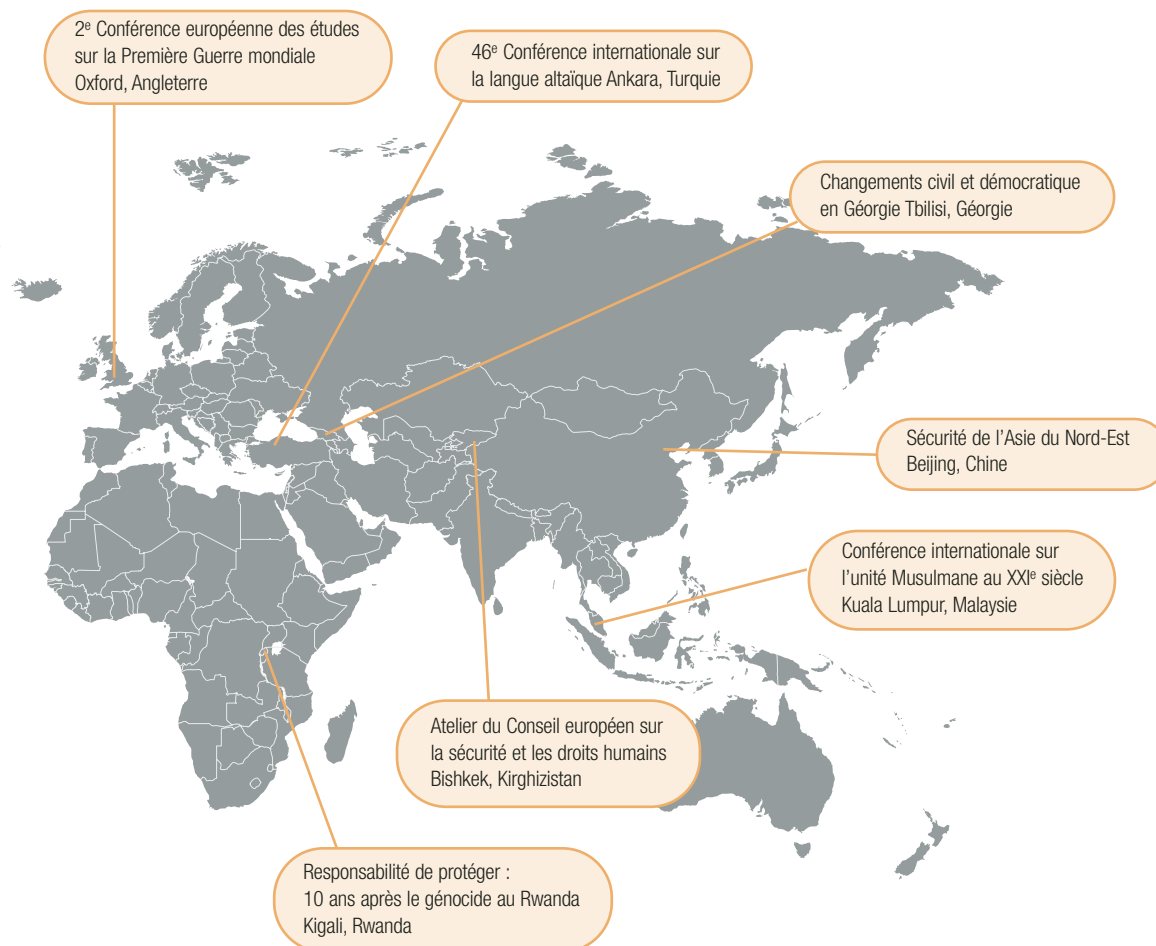 2e Conférence européenne des études
sur la Première Guerre mondiale
Oxford, Angleterre
46e Conférence internationale sur
la langue altaïque Ankara, Turquie
Changements civil et démocratique
en Géorgie Tbilisi, Géorgie
Sécurité de l’Asie du Nord-Est
Beijing, Chine
Conférence internationale sur
l’unité Musulmane au XXIe siècle
Kuala Lumpur, Malaysie
Atelier du Conseil européen sur
la sécurité et les droits humains
Bishkek, Kirghizistan
Responsabilité de protéger :
10 ans après le génocide au Rwanda
Kigali, Rwanda